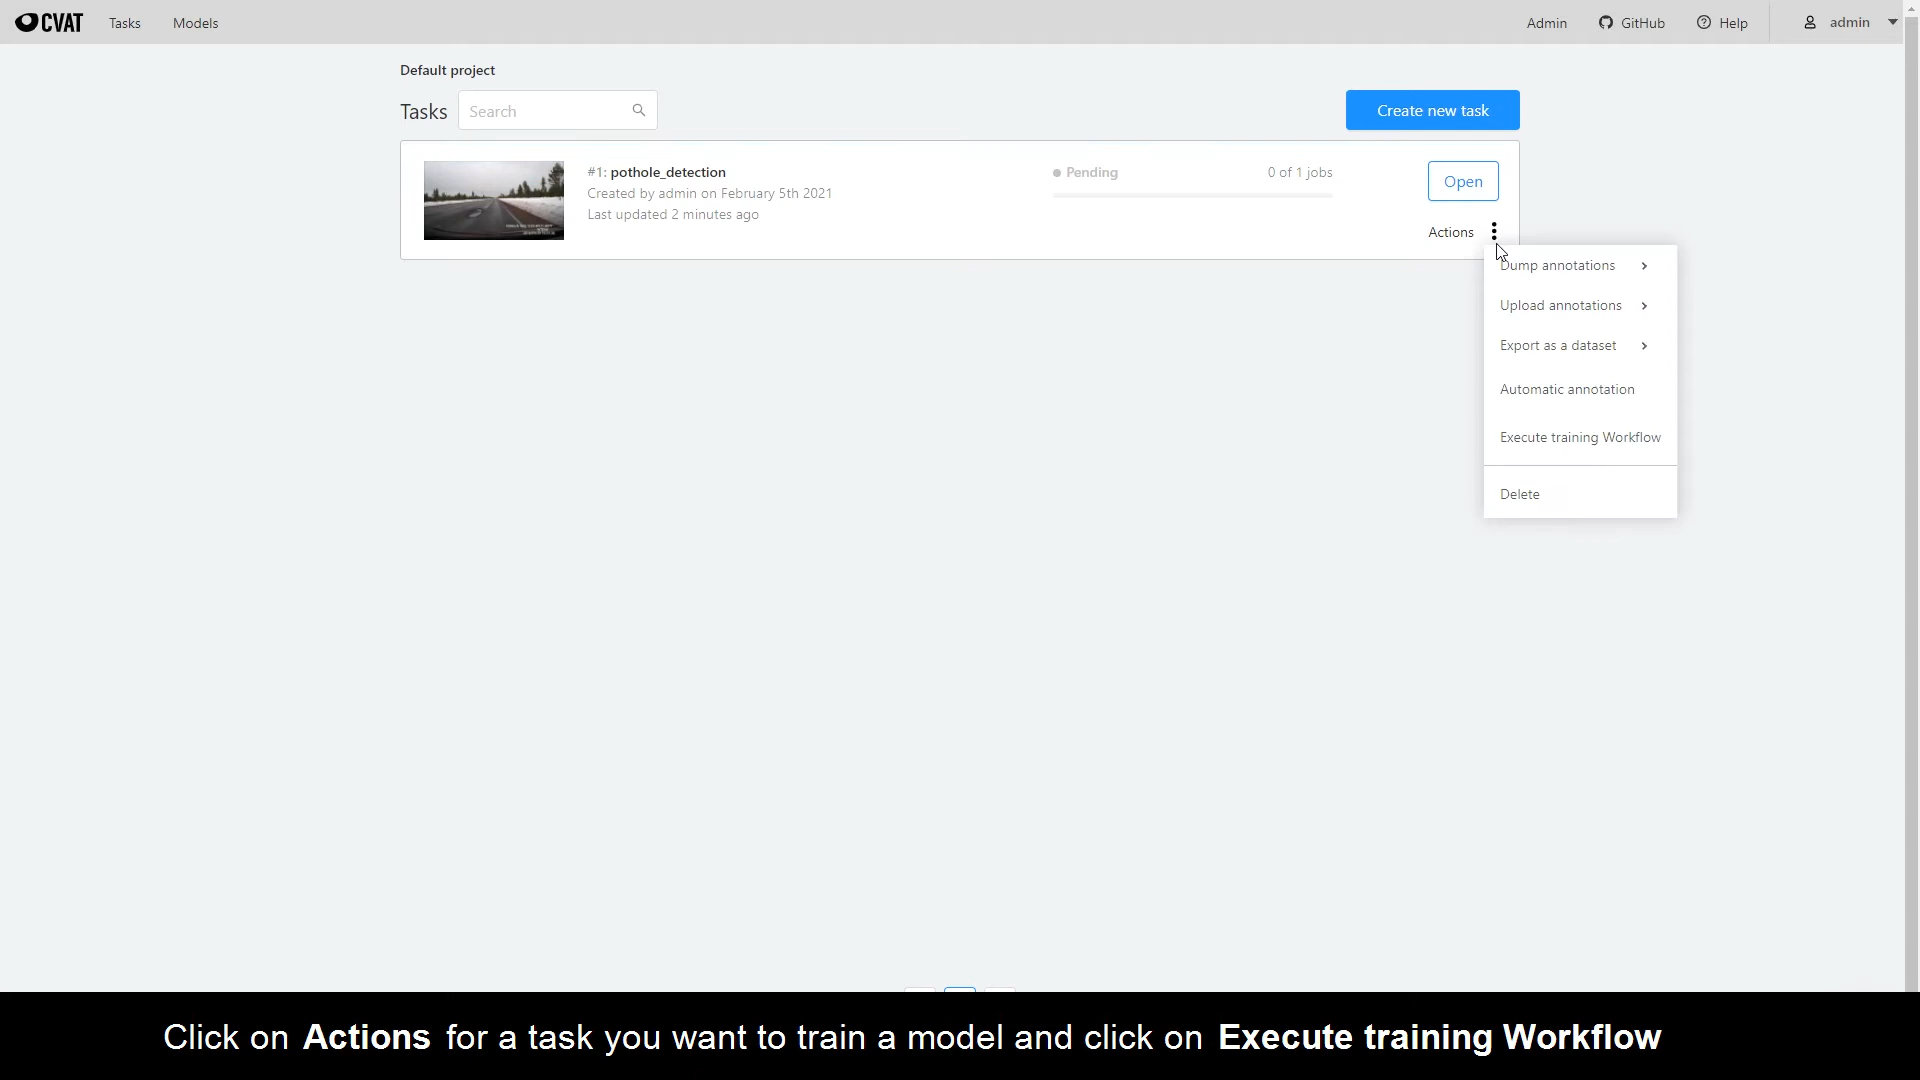 CVAT Tasks Models Admin GitHub Help admin
Default project
Tasks Search Create new task
#1: pothole_detection Pending 0 of 1 jobs Open
Created by admin on February 5th 2021
Last updated 2 minutes ago
Actions
Dump annotations
Upload annotations
Export as a dataset
Automatic annotation
Execute training Workflow
Delete
Click on Actions for a task you want to train a model and click on Execute training Workflow